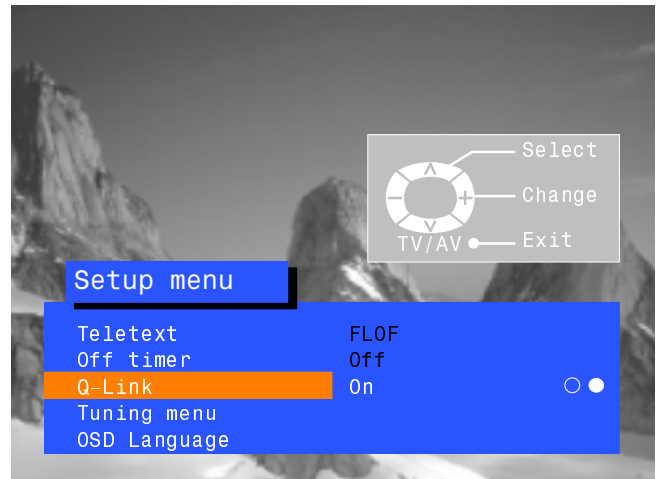 Select
Change
TV/AV Exit
Setup menu
Teletext FLOF
Off timer Off
Q-Link On
Tuning menu
OSD Language